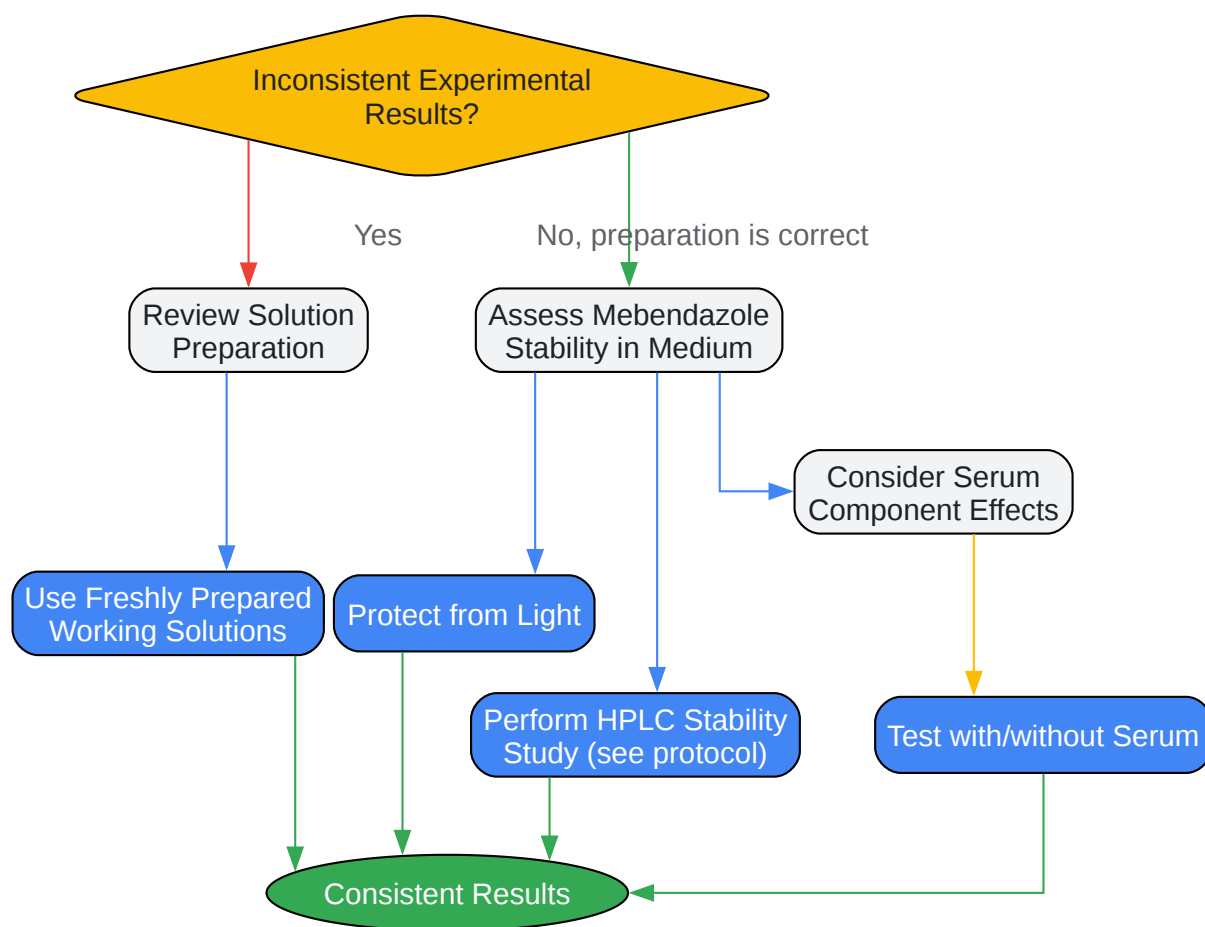 Inconsistent Experimental
Results?
Yes
No, preparation is correct
Review Solution
Preparation
Assess Mebendazole
Stability in Medium
Consider Serum
Component Effects
Use Freshly Prepared
Working Solutions
Protect from Light
Perform HPLC Stability
Study (see protocol)
Test with/without Serum
Consistent Results